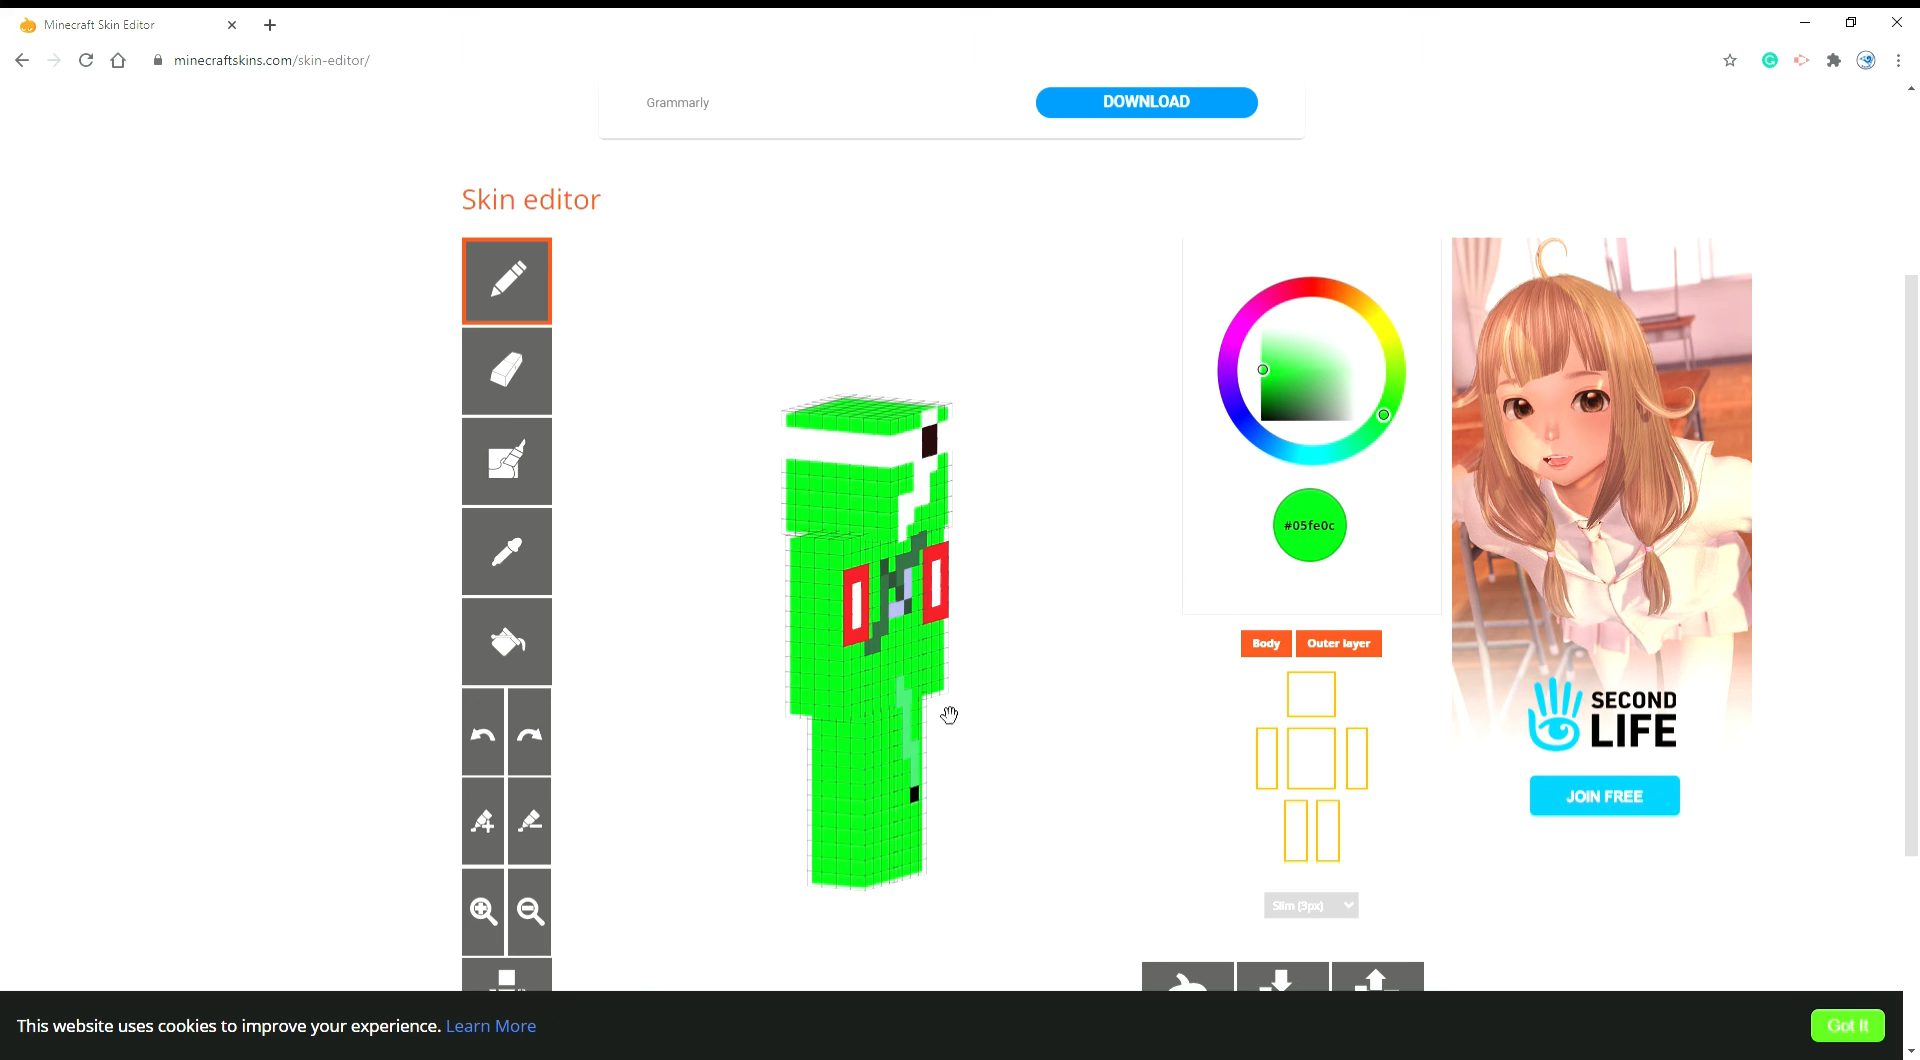 Minecraft Skin Editor
minecraftskins.com/skin-editor/
Grammarly
DOWNLOAD
Skin editor
#05fe0c
Body
Outer layer
Slim (3px)
SECOND
LIFE
JOIN FREE
This website uses cookies to improve your experience. Learn More
Got It